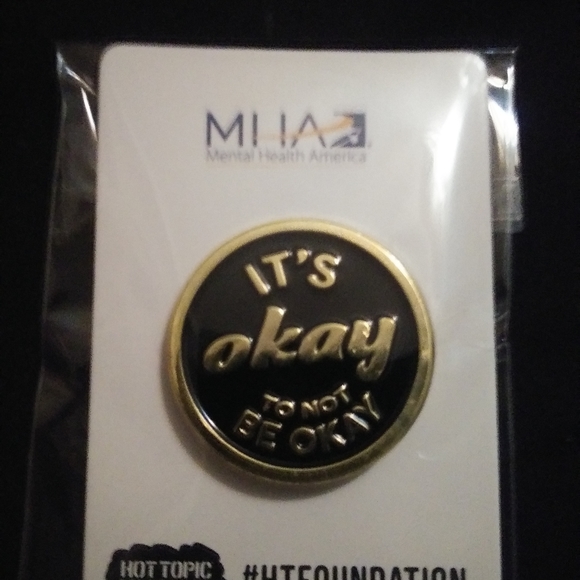 MHA
Mental Health America
IT'S
okay
TO NOT
BE OKAY
HOT TOPIC
#HTFOUNDATION